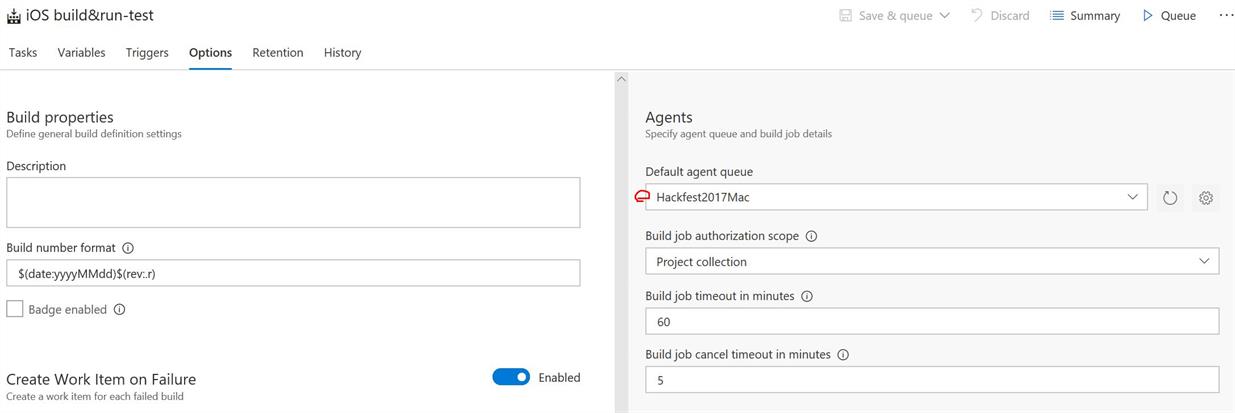 iOS build&run-test
Save & queue Discard Summary Queue ...
Tasks Variables Triggers Options Retention History
Build properties
Define general build definition settings
Description
Build number format
$(date:yyyyMMdd)$(rev:.r)
Badge enabled
Create Work Item on Failure
Create a work item for each failed build
Enabled
Agents
Specify agent queue and build job details
Default agent queue
Hackfest2017Mac
Build job authorization scope
Project collection
Build job timeout in minutes
60
Build job cancel timeout in minutes
5